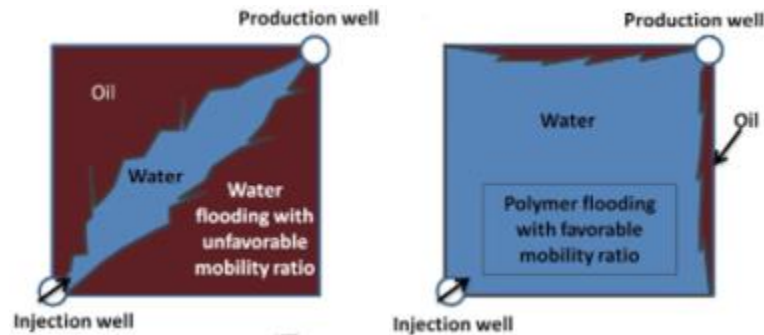 Production well
Oil
Water
Water
flooding with
unfavorable
mobility ratio
Injection well
Production well
Water
Oil
Polymer flooding
with favorable
mobility ratio
Injection well